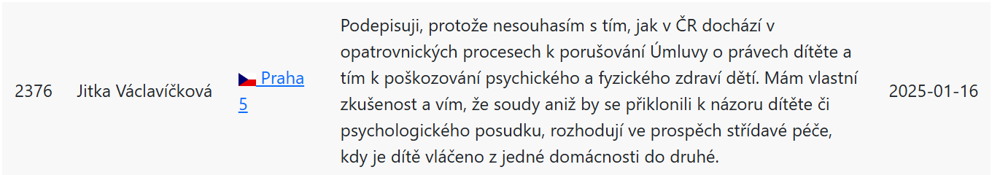 2376
Jitka Václavíčková
Praha
5
Podepisuji, protože nesouhasím s tím, jak v ČR dochází v
opatrovnických procesech k porušování Úmluvy o právech dítěte a
tím k poškozování psychického a fyzického zdraví dětí. Mám vlastní
zkušenost a vím, že soudy aniž by se přiklonili k názoru dítěte či
psychologického posudku, rozhodují ve prospěch střídavé péče,
kdy je dítě vláčeno z jedné domácnosti do druhé.
2025-01-16